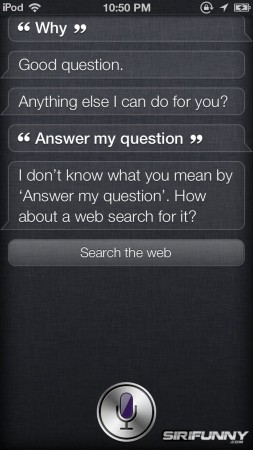 iPod 10:50 PM
“ Why ”
Good question.
Anything else I can do for you?
“ Answer my question ”
I don’t know what you mean by
‘Answer my question’. How
about a web search for it?
Search the web
SIRIFUNNY
.COM